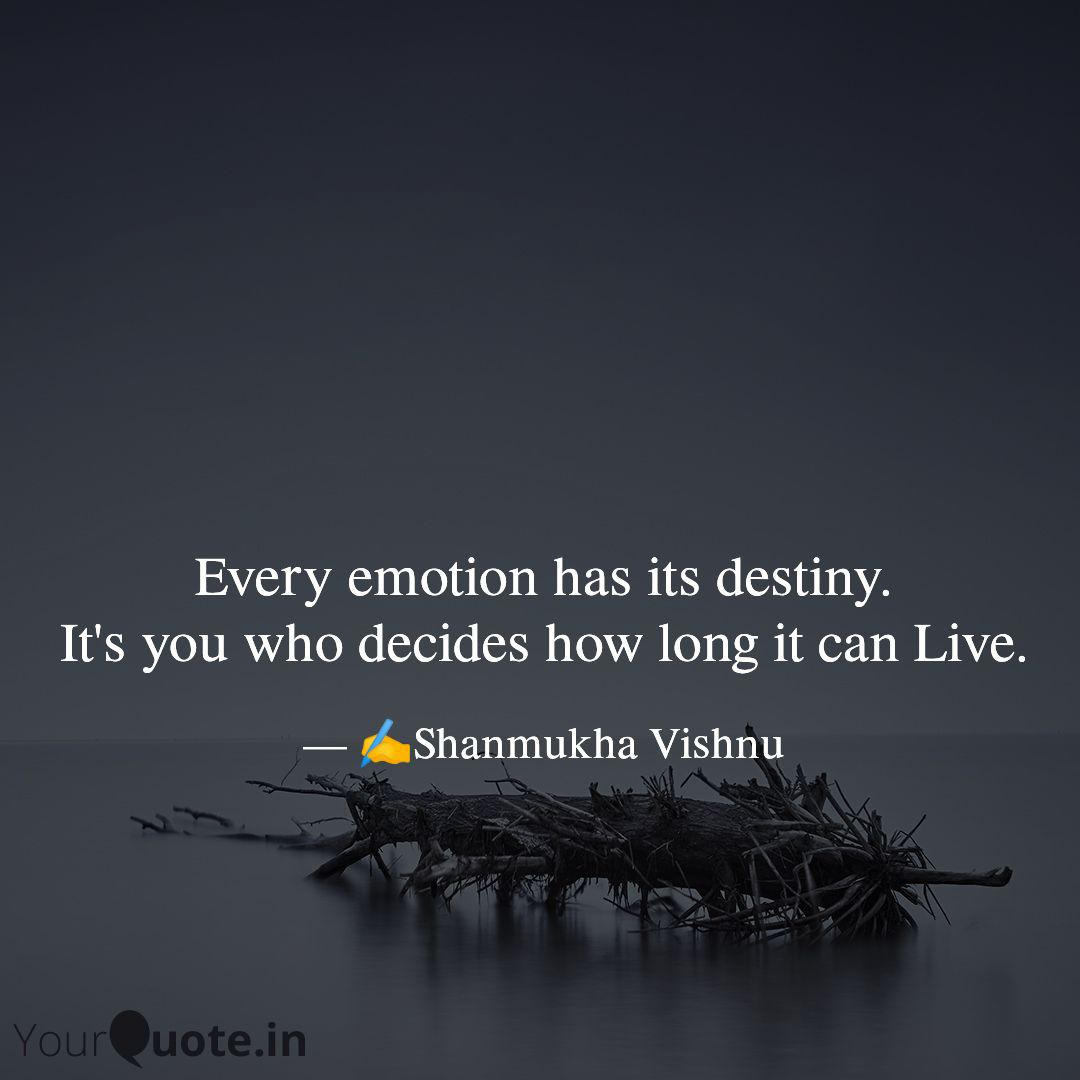 Every emotion has its destiny.
It's you who decides how long it can Live.
— ✍️Shanmukha Vishnu
YourQuote.in